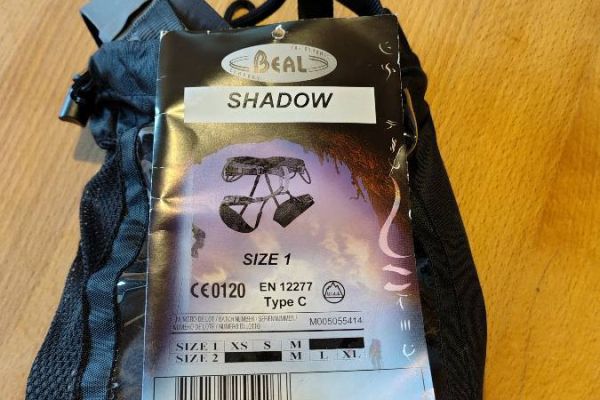 BEAL
SHADOW
SIZE 1
CE0120 EN 12277
Type C
M005055414
SIZE 1 XS S M
SIZE 2 M L XL